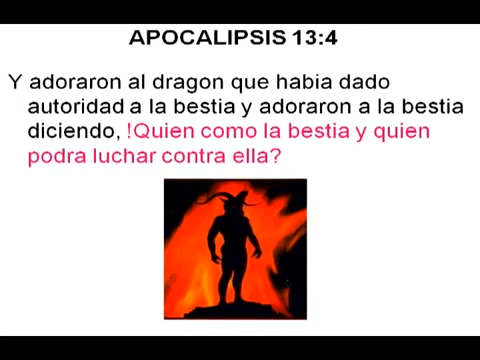 APOCALIPSIS 13:4
Y adoraron al dragon que habia dado
autoridad a la bestia y adoraron a la bestia
diciendo, !Quien como la bestia y quien
podra luchar contra ella?